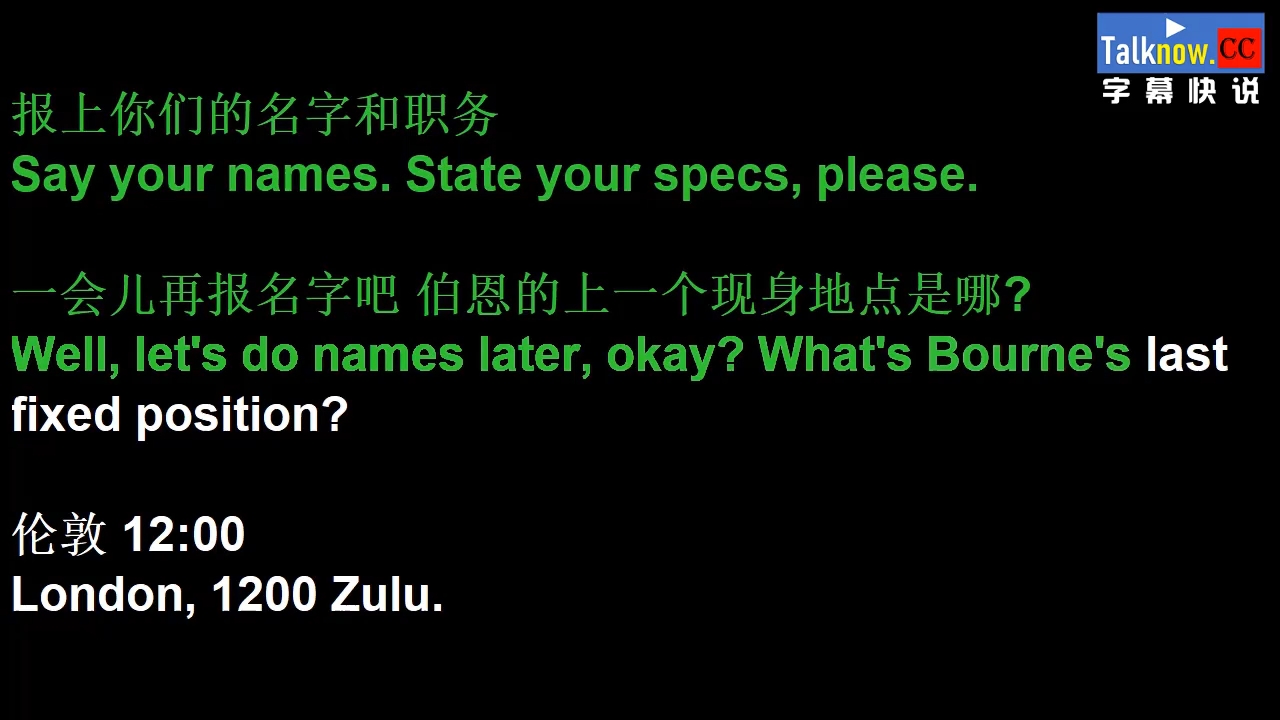 Talknow.CC
字幕快说
报上你们的名字和职务
Say your names. State your specs, please.
一会儿再报名字吧 伯恩的上一个现身地点是哪?
Well, let's do names later, okay? What's Bourne's last
fixed position?
伦敦 12:00
London, 1200 Zulu.